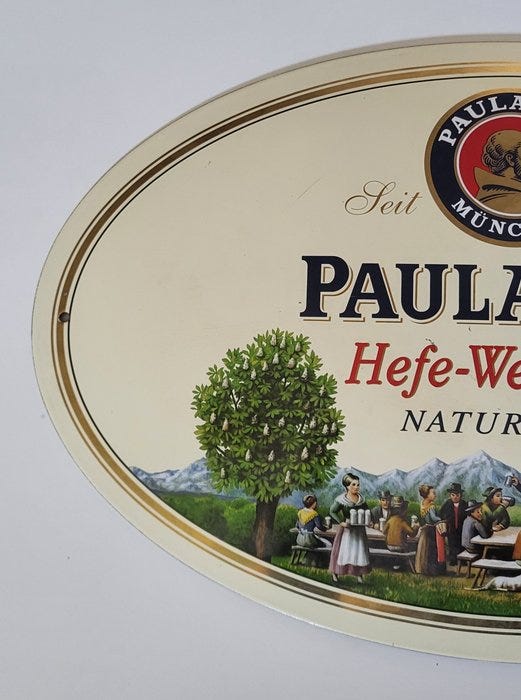 PAULA
MÜNC
Seit
PAULA
Hefe-We
NATUR